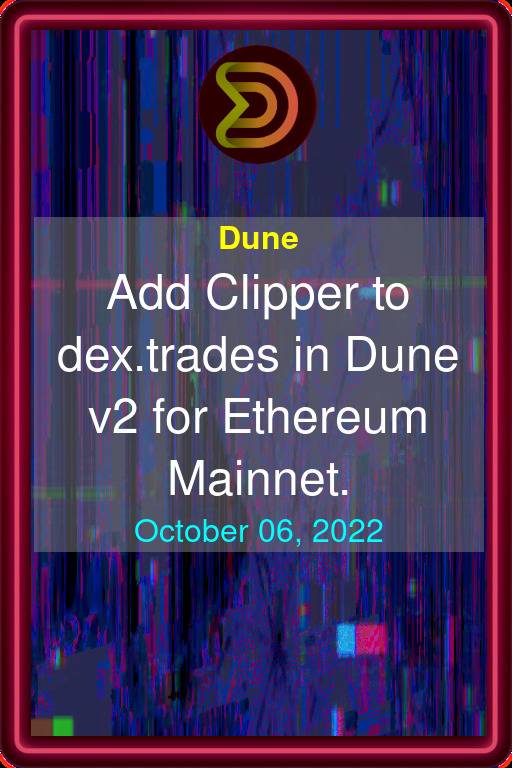 Dune
Add Clipper to
dex.trades in Dune
v2 for Ethereum
Mainnet.
October 06, 2022